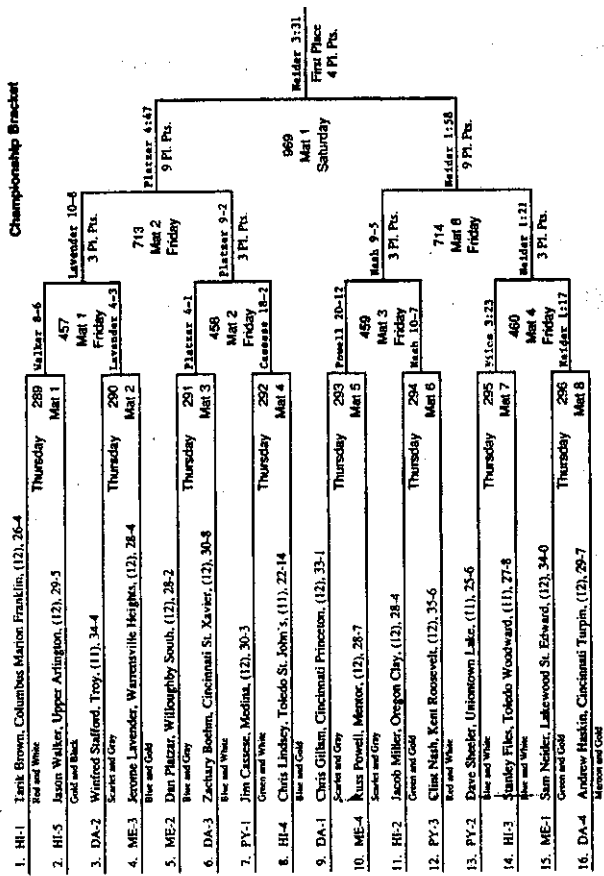 Championship Bracket
1. HI-1 Tank Brown, Columbus Marion Franklin, (12), 26-4
Red and White
Thursday 289
Mat 1
2. HI-5 Jason Walker, Upper Arlington, (12), 29-5
Gold and Black
3. DA-2 Winfred Stafford, Troy, (11), 34-4
Scarlet and Gray
Thursday 290
Mat 2
4. ME-3 Jerome Lavender, Warrensville Heights, (12), 28-4
Blue and Gold
5. ME-2 Dan Platzar, Willoughby South, (12), 28-2
Blue and Gray
Thursday 291
Mat 3
6. DA-3 Zachary Boehm, Cincinnati St. Xavier, (12), 30-8
Blue and White
7. PY-1 Jim Cassese, Medina, (12), 30-3
Green and White
Thursday 292
Mat 4
8. HI-4 Chris Lindsey, Toledo St. John's, (11), 22-14
Blue and Gold
9. DA-1 Chris Gillam, Cincinnati Princeton, (12), 33-1
Scarlet and Gray
Thursday 293
Mat 5
10. ME-4 Russ Powell, Mentor, (12), 28-7
Scarlet and Gray
11. HI-2 Jacob Miller, Oregon Clay, (12), 28-4
Green and Gold
Thursday 294
Mat 6
12. PY-3 Clint Nash, Kent Roosevelt, (12), 35-6
Red and White
13. PY-2 Dave Sheeler, Uniontown Lake, (11), 25-6
Blue and White
Thursday 295
Mat 7
14. HI-3 Stanley Files, Toledo Woodward, (11), 27-8
Blue and White
15. ME-1 Sam Neider, Lakewood St. Edward, (12), 34-0
Green and Gold
Thursday 296
Mat 8
16. DA-4 Andrew Haskin, Cincinnati Turpin, (12), 29-7
Maroon and Gold
Walker 8-6
457
Mat 1
Friday
Lavender 4-3
Platzer 4-1
458
Mat 2
Friday
Cassese 18-2
Powell 20-12
459
Mat 3
Friday
Nash 10-7
Files 3:23
460
Mat 4
Friday
Neider 1:17
Lavender 10-8
3 Pl. Pts.
713
Mat 2
Friday
Platzer 9-2
3 Pl. Pts.
Nash 9-5
3 Pl. Pts.
714
Mat 8
Friday
Neider 1:21
3 Pl. Pts.
Platzer 4:47
9 Pl. Pts.
969
Mat 1
Saturday
Neider 1:58
9 Pl. Pts.
Neider 3:31
First Place
4 Pl. Pts.